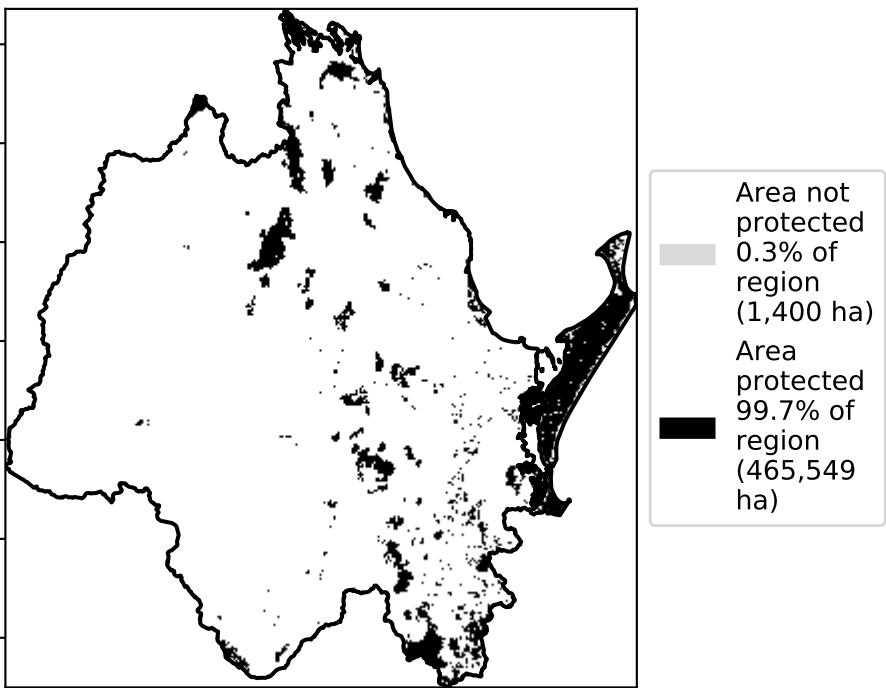 Area not
protected
0.3% of
region
(1,400 ha)
Area
protected
99.7% of
region
(465,549
ha)